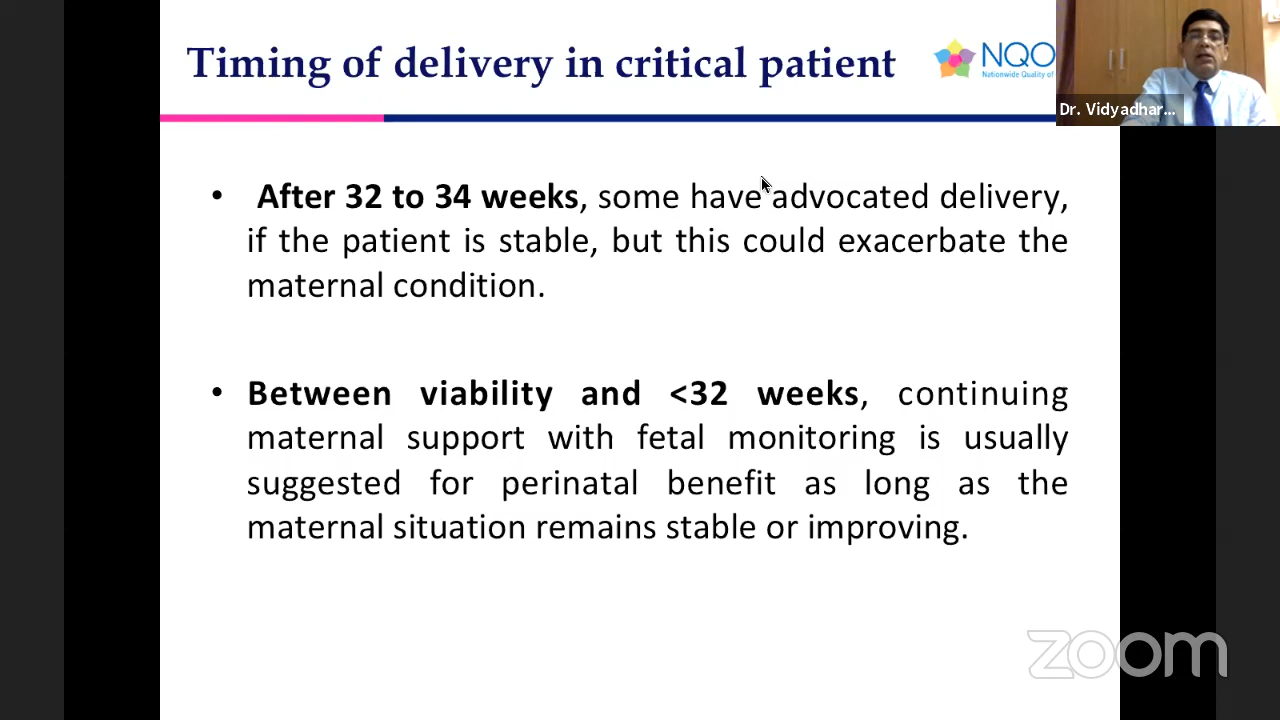 Timing of delivery in critical patient
NQO
Nationwide Quality of
Dr. Vidyadhar...
• After 32 to 34 weeks, some have advocated delivery,
if the patient is stable, but this could exacerbate the
maternal condition.
• Between viability and <32 weeks, continuing
maternal support with fetal monitoring is usually
suggested for perinatal benefit as long as the
maternal situation remains stable or improving.
zoom